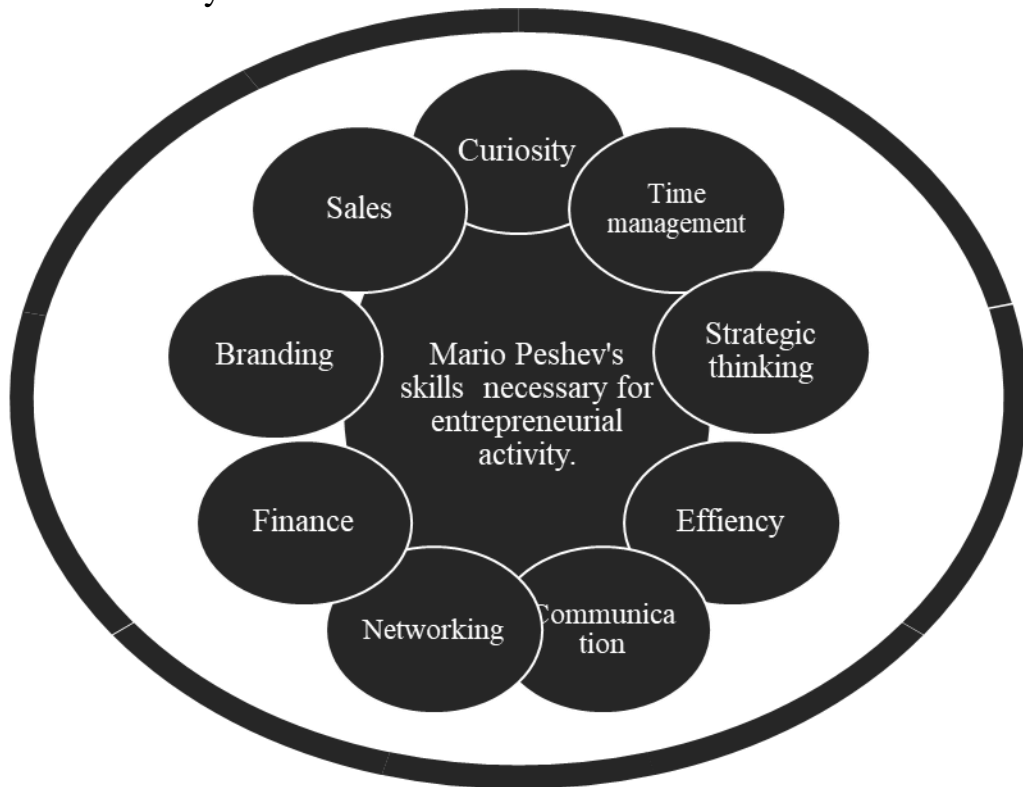 Curiosity
Time
management
Strategic
thinking
Effiency
Communica
tion
Networking
Finance
Branding
Sales
Mario Peshev's
skills necessary for
entrepreneurial
activity.